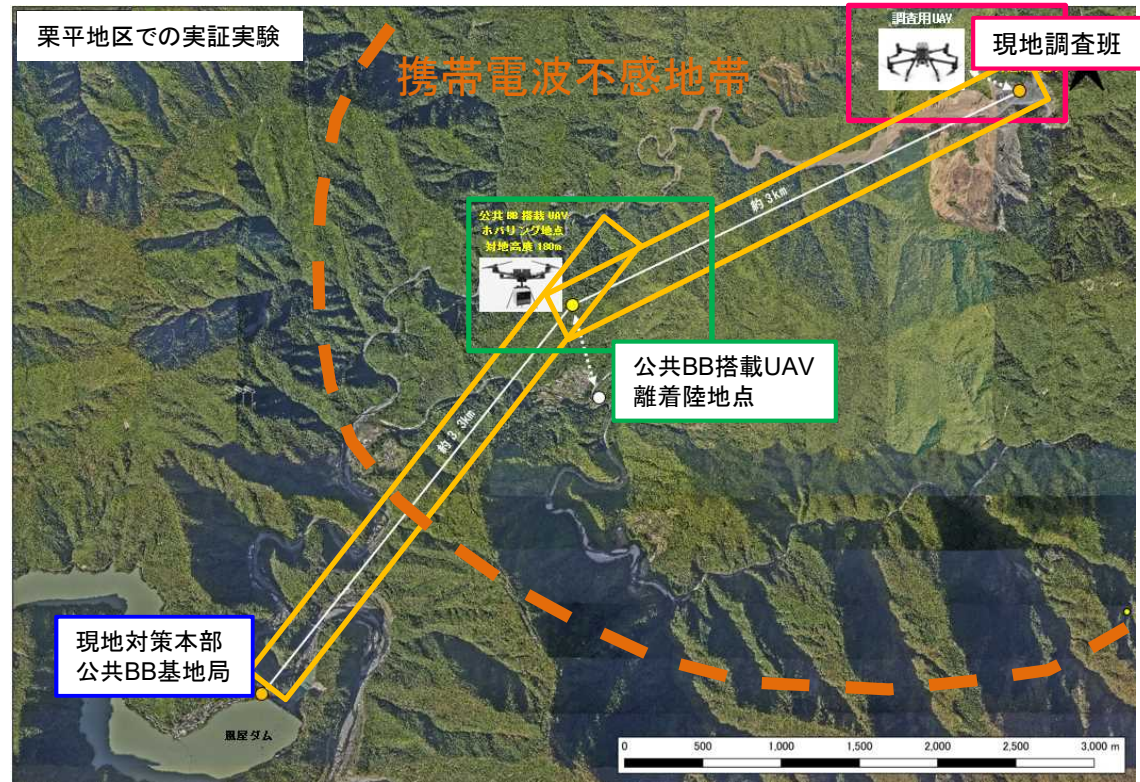 栗平地区での実証実験
携帯電波不感地帯
調査用UAV
現地調査班
約3km
公共BB搭載UAV
ホバリング地点
対地高度180m
公共BB搭載UAV
離着陸地点
約3.3km
現地対策本部
公共BB基地局
風屋ダム
0 500 1,000 1,500 2,000 2,500 3,000 m